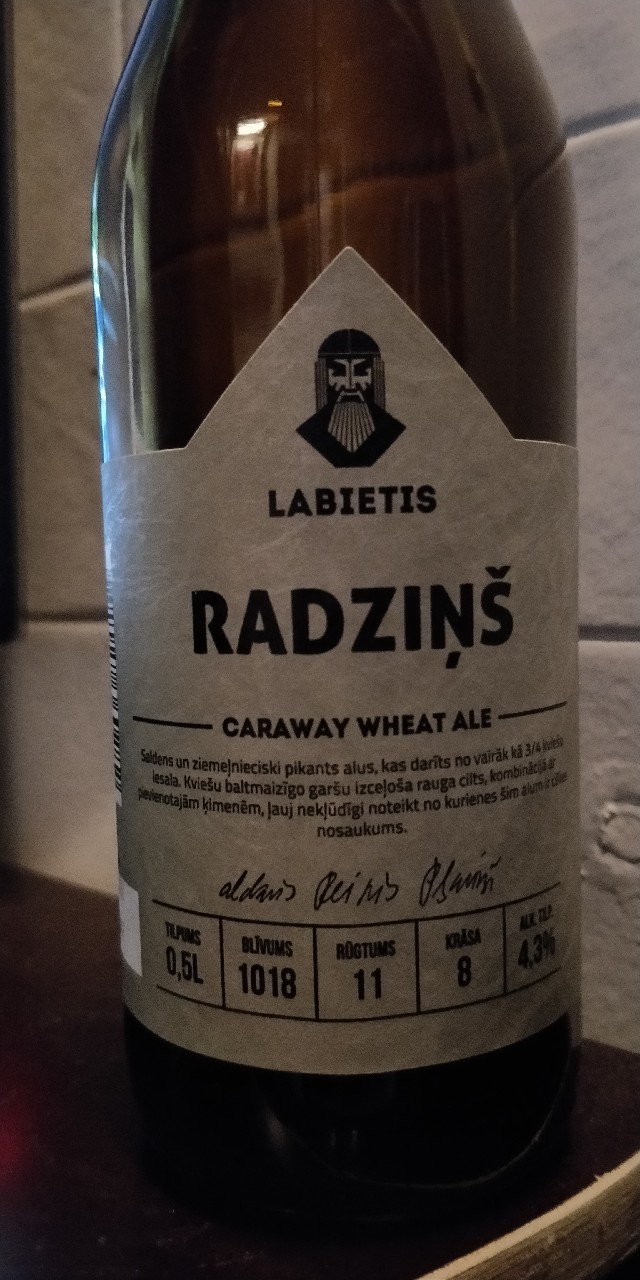 LABIETIS
RADZIŅŠ
CARAWAY WHEAT ALE
Saldens un ziemeļnieciski pikants alus, kas darīts no vairāk kā 3/4 kviešu
iesala. Kviešu baltmaizīgo garšu izceļoša rauga cilts, kombinācijā ar
pievienotajām ķimenēm, ļauj nekļūdīgi noteikt no kurienes šim alum ir cēlies
nosaukums.
aldaris
TILPUMS BLĪVUMS RŪGTUMS KRĀSA ALK. TILP.
0,5L 1018 11 8 4,3%